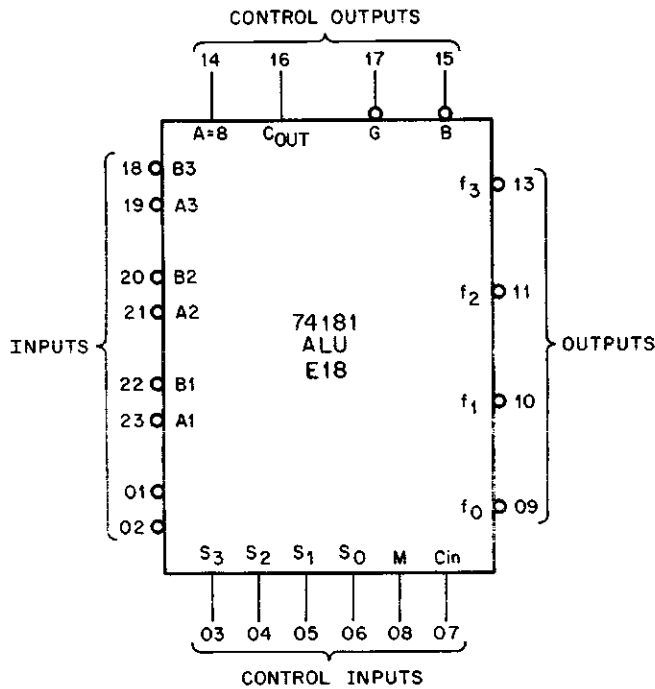 CONTROL OUTPUTS
14 16 17 15
A=8 COUT G B
18 B3
19 A3
20 B2
21 A2
22 B1
23 A1
01
02
INPUTS
74181
ALU
E18
f3 13
f2 11
f1 10
f0 09
OUTPUTS
S3 S2 S1 S0 M Cin
03 04 05 06 08 07
CONTROL INPUTS